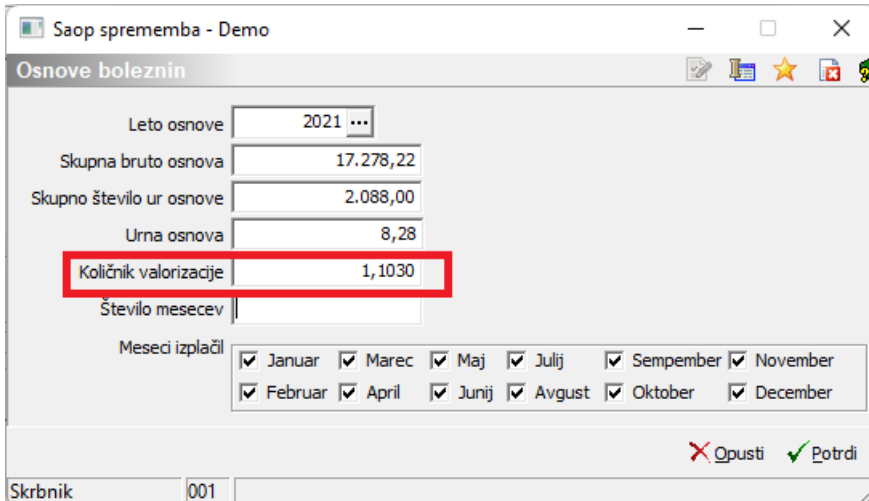 Saop sprememba - Demo
Osnove boleznin
Leto osnove 2021 ...
Skupna bruto osnova 17.278,22
Skupno število ur osnove 2.088,00
Urna osnova 8,28
Količnik valorizacije 1,1030
Število mesecev
Meseci izplačil
Januar Marec Maj Julij Sempember November
Februar April Junij Avgust Oktober December
Opusti Potrdi
Skrbnik 001